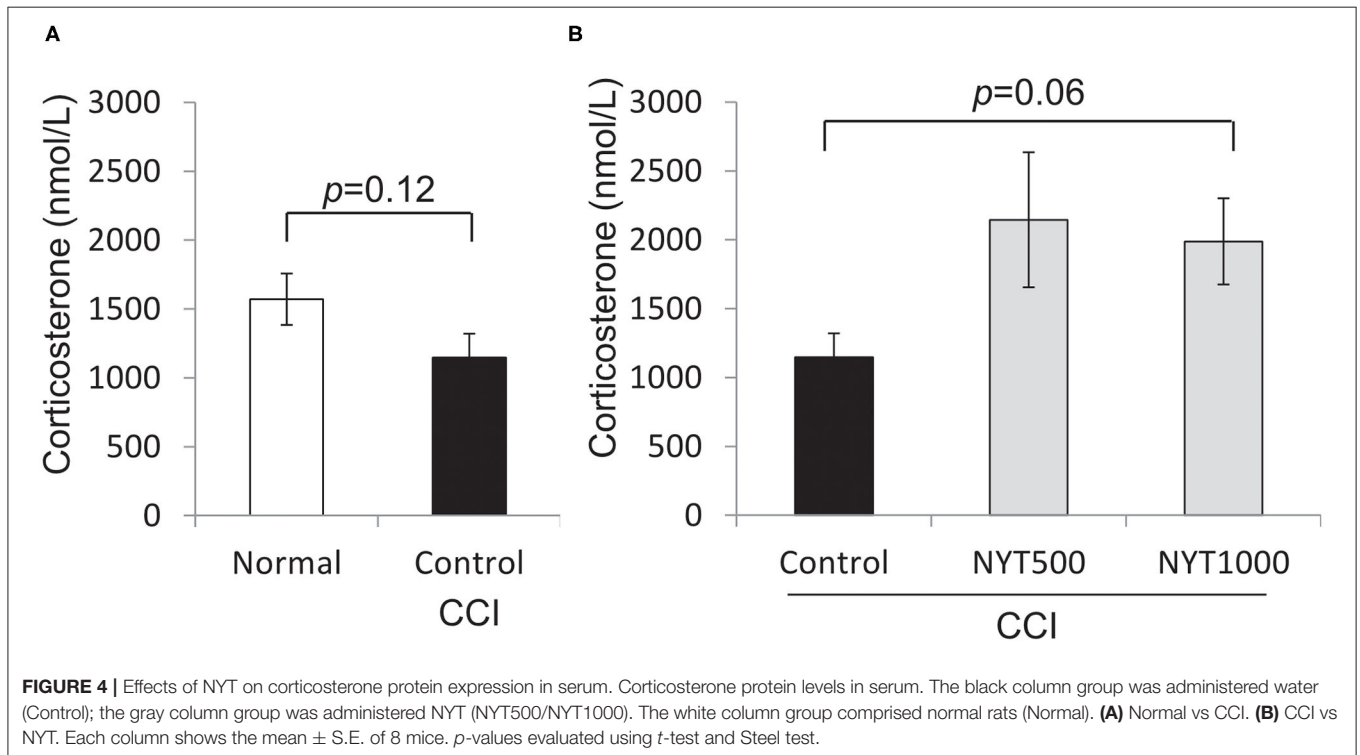 A
Corticosterone (nmol/L)
3000
2500
2000
1500
1000
500
0
p=0.12
Normal
Control
CCI
B
Corticosterone (nmol/L)
3000
2500
2000
1500
1000
500
0
p=0.06
Control
NYT500
NYT1000
CCI
FIGURE 4 | Effects of NYT on corticosterone protein expression in serum. Corticosterone protein levels in serum. The black column group was administered water
(Control); the gray column group was administered NYT (NYT500/NYT1000). The white column group comprised normal rats (Normal). (A) Normal vs CCI. (B) CCI vs
NYT. Each column shows the mean ± S.E. of 8 mice. p-values evaluated using t-test and Steel test.